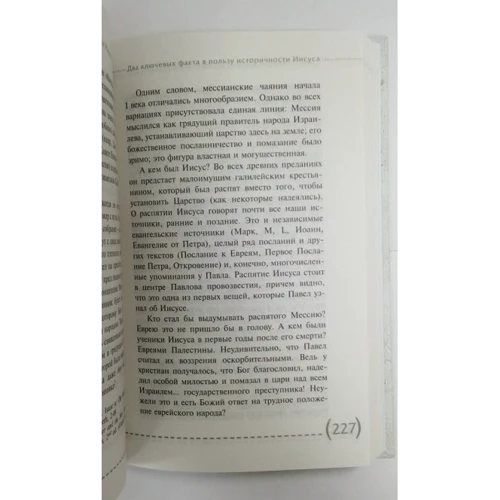 Два ключевых факта в пользу историчности Иисуса
Одним словом, мессианские чаяния начала
I века отличались многообразием. Однако во всех
вариациях присутствовала единая линия: Мессия
мыслился как грядущий правитель народа Израи-
лева, устанавливающий царство здесь на земле; его
божественное посланничество и помазание было
зримо; это фигура властная и могущественная.
А кем был Иисус? Во всех древних преданиях
он предстает малоимущим галилейским кресть-
янином, который был распят вместо того, чтобы
установить Царство (как некоторые надеялись).
О распятии Иисуса говорят почти все наши ис-
точники, ранние и поздние. Это и независимые
евангельские источники (Марк, M, L, Иоанн,
Евангелие от Петра), целый ряд посланий и дру-
гих текстов (Послание к Евреям, Первое Посла-
ние Петра, Откровение) и, конечно, многочислен-
ные упоминания у Павла. Распятие Иисуса стоит
в центре Павлова провозвестия, причем видно,
что это одна из первых вещей, которые Павел уз-
нал об Иисусе.
Кто стал бы выдумывать распятого Мессию?
Еврею это не пришло бы в голову. А кем были
ученики Иисуса в первые годы после его смерти?
Евреями Палестины. Неудивительно, что Павел
считал их воззрения оскорбительными. Ведь у
христиан получалось, что Бог благословил, наде-
лил особой милостью и помазал в цари над всем
Израилем... государственного преступника! Неу-
жели это и есть Божий ответ на трудное поло-
жение еврейского народа?
227